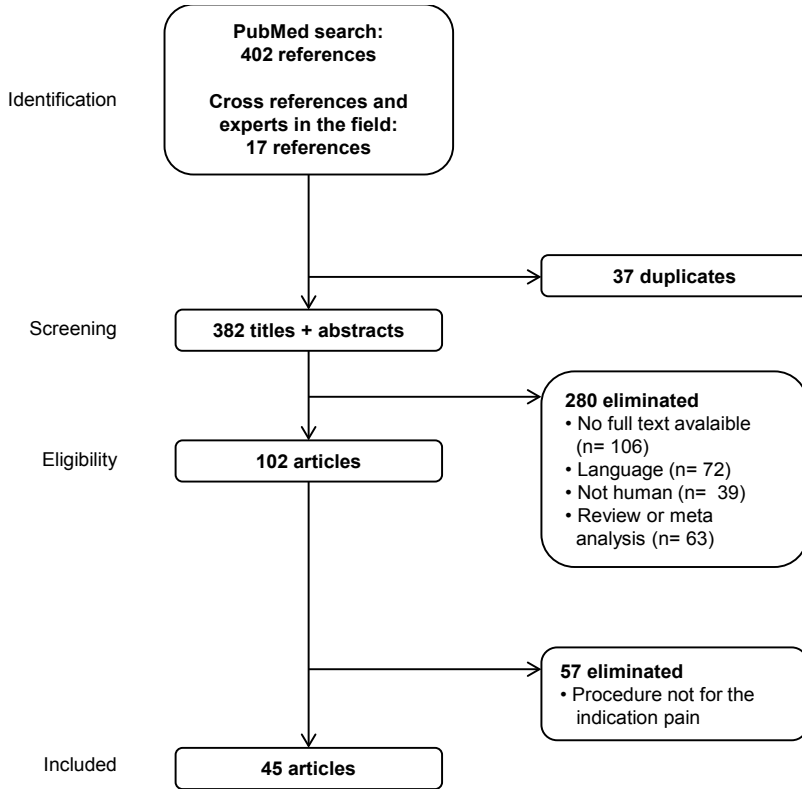 PubMed search:
402 references
Cross references and
experts in the field:
17 references
Identification
37 duplicates
Screening
382 titles + abstracts
280 eliminated
• No full text avalaible
(n= 106)
• Language (n= 72)
• Not human (n=  39)
• Review or meta
analysis (n= 63)
Eligibility
102 articles
57 eliminated
• Procedure not for the
indication pain
Included
45 articles